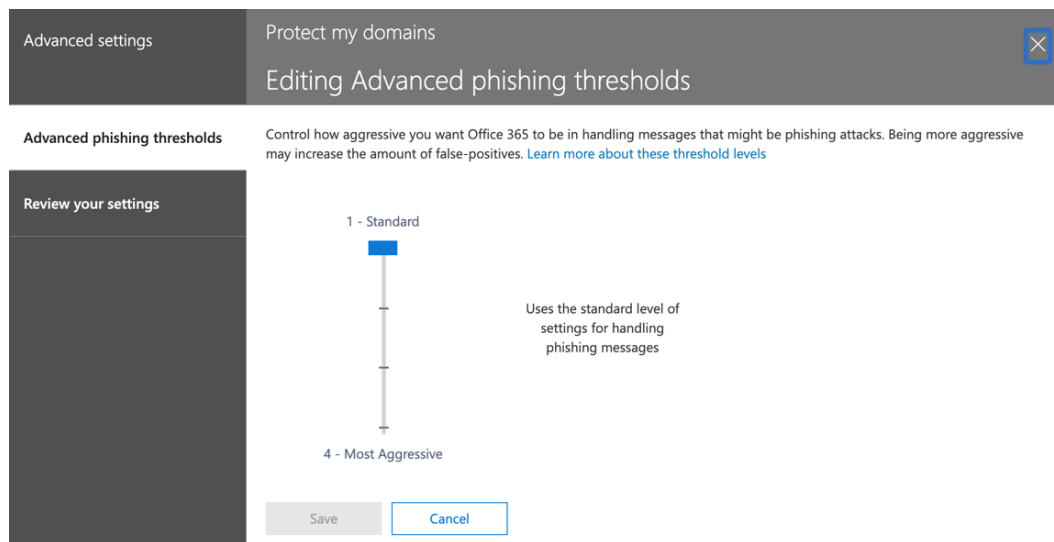 Advanced settings
Protect my domains
Editing Advanced phishing thresholds
Advanced phishing thresholds
Review your settings
Control how aggressive you want Office 365 to be in handling messages that might be phishing attacks. Being more aggressive
may increase the amount of false-positives. Learn more about these threshold levels
1 - Standard
Uses the standard level of
settings for handling
phishing messages
4 - Most Aggressive
Save
Cancel